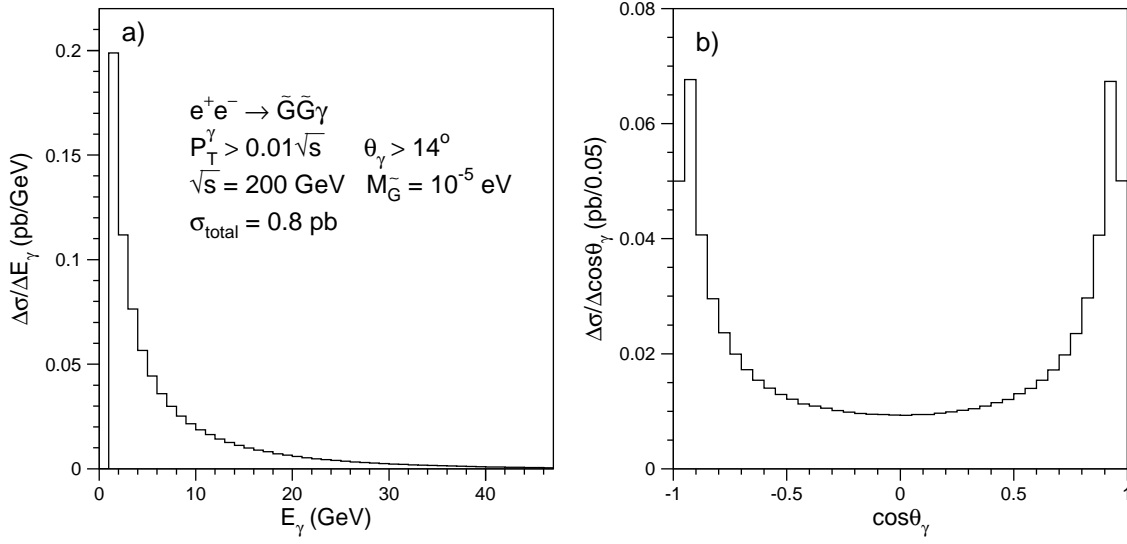 a)
e⁺e⁻ → G̃G̃γ
P_T^γ > 0.01√s θ_γ > 14°
√s = 200 GeV M_G̃ = 10⁻⁵ eV
σ_total = 0.8 pb
Δσ/ΔE_γ (pb/GeV)
0.2
0.15
0.1
0.05
0
0 10 20 30 40
E_γ (GeV)
b)
Δσ/Δcosθ_γ (pb/0.05)
0.08
0.06
0.04
0.02
0
-1 -0.5 0 0.5 1
cosθ_γ